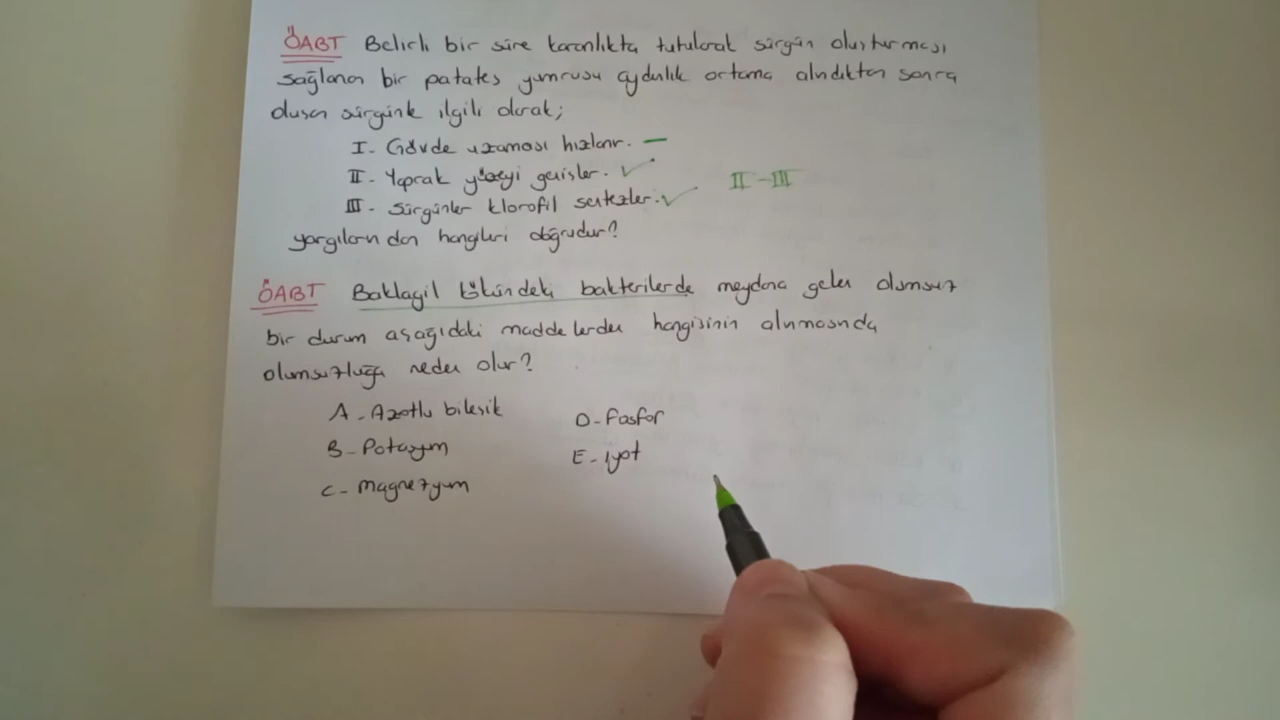 ÖABT Belirli bir süre karanlıkta tutularak sürgün oluşturması
sağlanan bir patates yumrusu aydınlık ortama alındıktan sonra
oluşan sürgünle ilgili olarak;
I- Gövde uzaması hızlanır. —
II- Yaprak yüzeyi genişler. ✓
III- Sürgünler klorofil sentezler. ✓
II-III
yargılarından hangileri doğrudur?
ÖABT Baklagil kökündeki bakterilerde meydana gelen olumsuz
bir durum aşağıdaki maddelerden hangisinin alınmasında
olumsuzluğa neden olur?
A- Azotlu bileşik
B- Potasyum
C- Magnezyum
D- Fosfor
E- Iyot